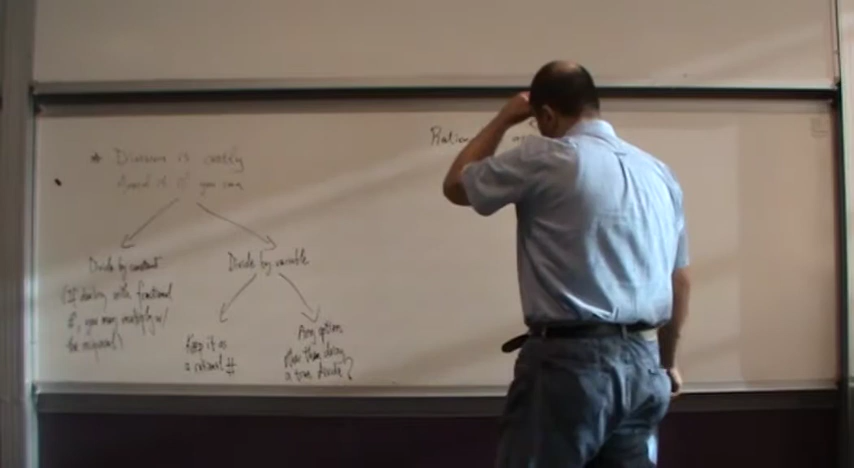 * Division is costly
Avoid it if you can
Divide by constant
(If dealing with fractional
#, you may multiply w/
the reciprocal)
Divide by variable
Keep it as
a rational #
Any option
other than doing
a true divide?
Ration